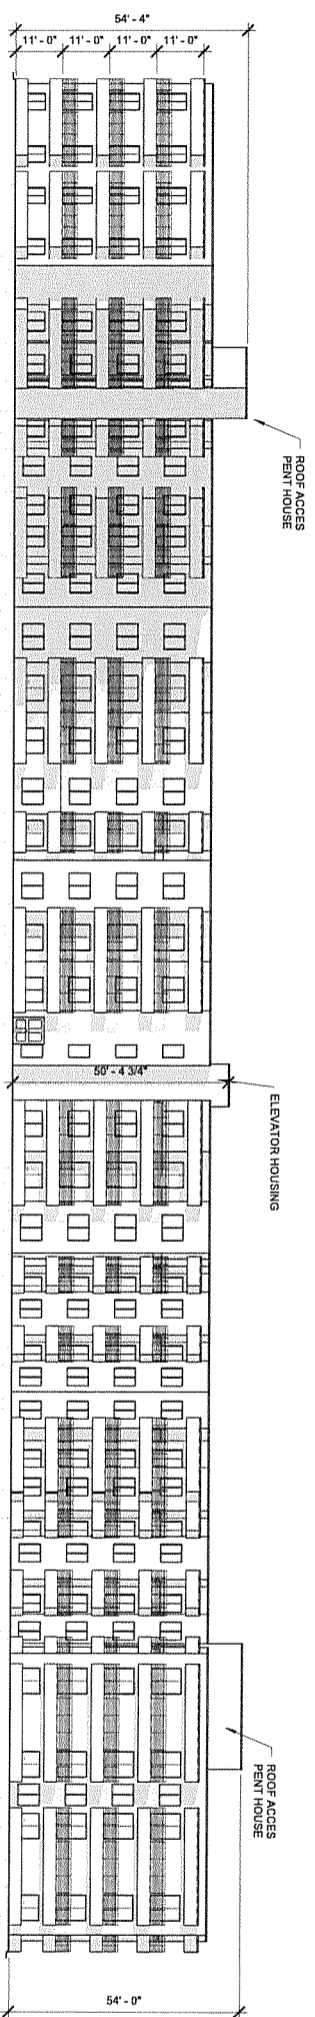 54' - 4"
11' - 0"
11' - 0"
11' - 0"
11' - 0"
ROOF ACCES
PENT HOUSE
50' - 4 3/4"
ELEVATOR HOUSING
ROOF ACCES
PENT HOUSE
54' - 0"